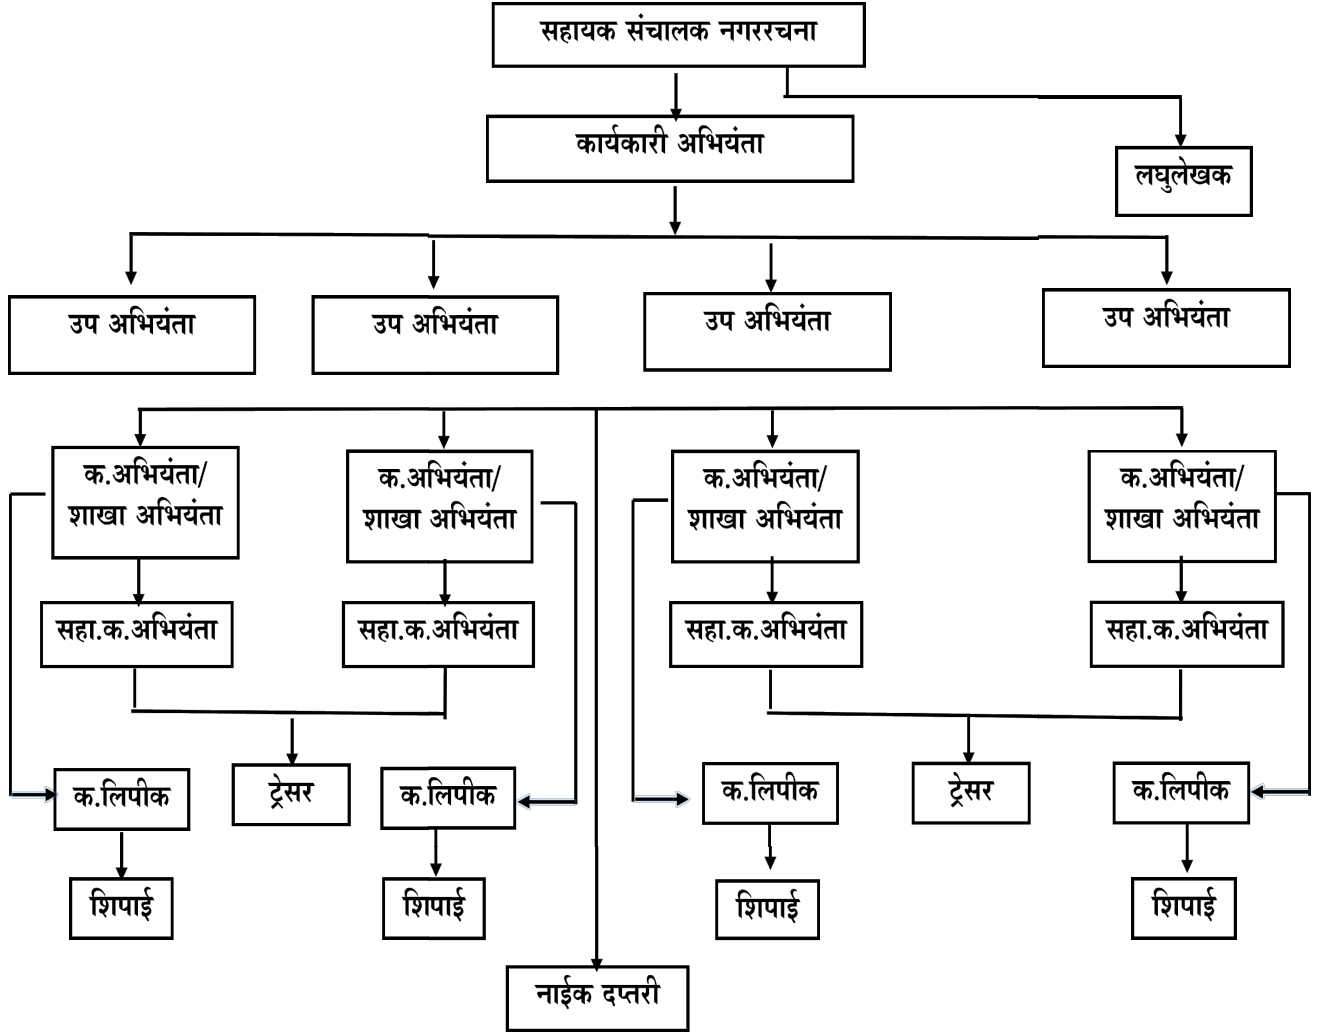 सहायक संचालक नगररचना
कार्यकारी अभियंता
लघुलेखक
उप अभियंता
उप अभियंता
उप अभियंता
उप अभियंता
क.अभियंता/
शाखा अभियंता
क.अभियंता/
शाखा अभियंता
क.अभियंता/
शाखा अभियंता
क.अभियंता/
शाखा अभियंता
सहा.क.अभियंता
सहा.क.अभियंता
सहा.क.अभियंता
सहा.क.अभियंता
क.लिपीक
ट्रेसर
क.लिपीक
क.लिपीक
ट्रेसर
क.लिपीक
शिपाई
शिपाई
शिपाई
शिपाई
नाईक दप्तरी